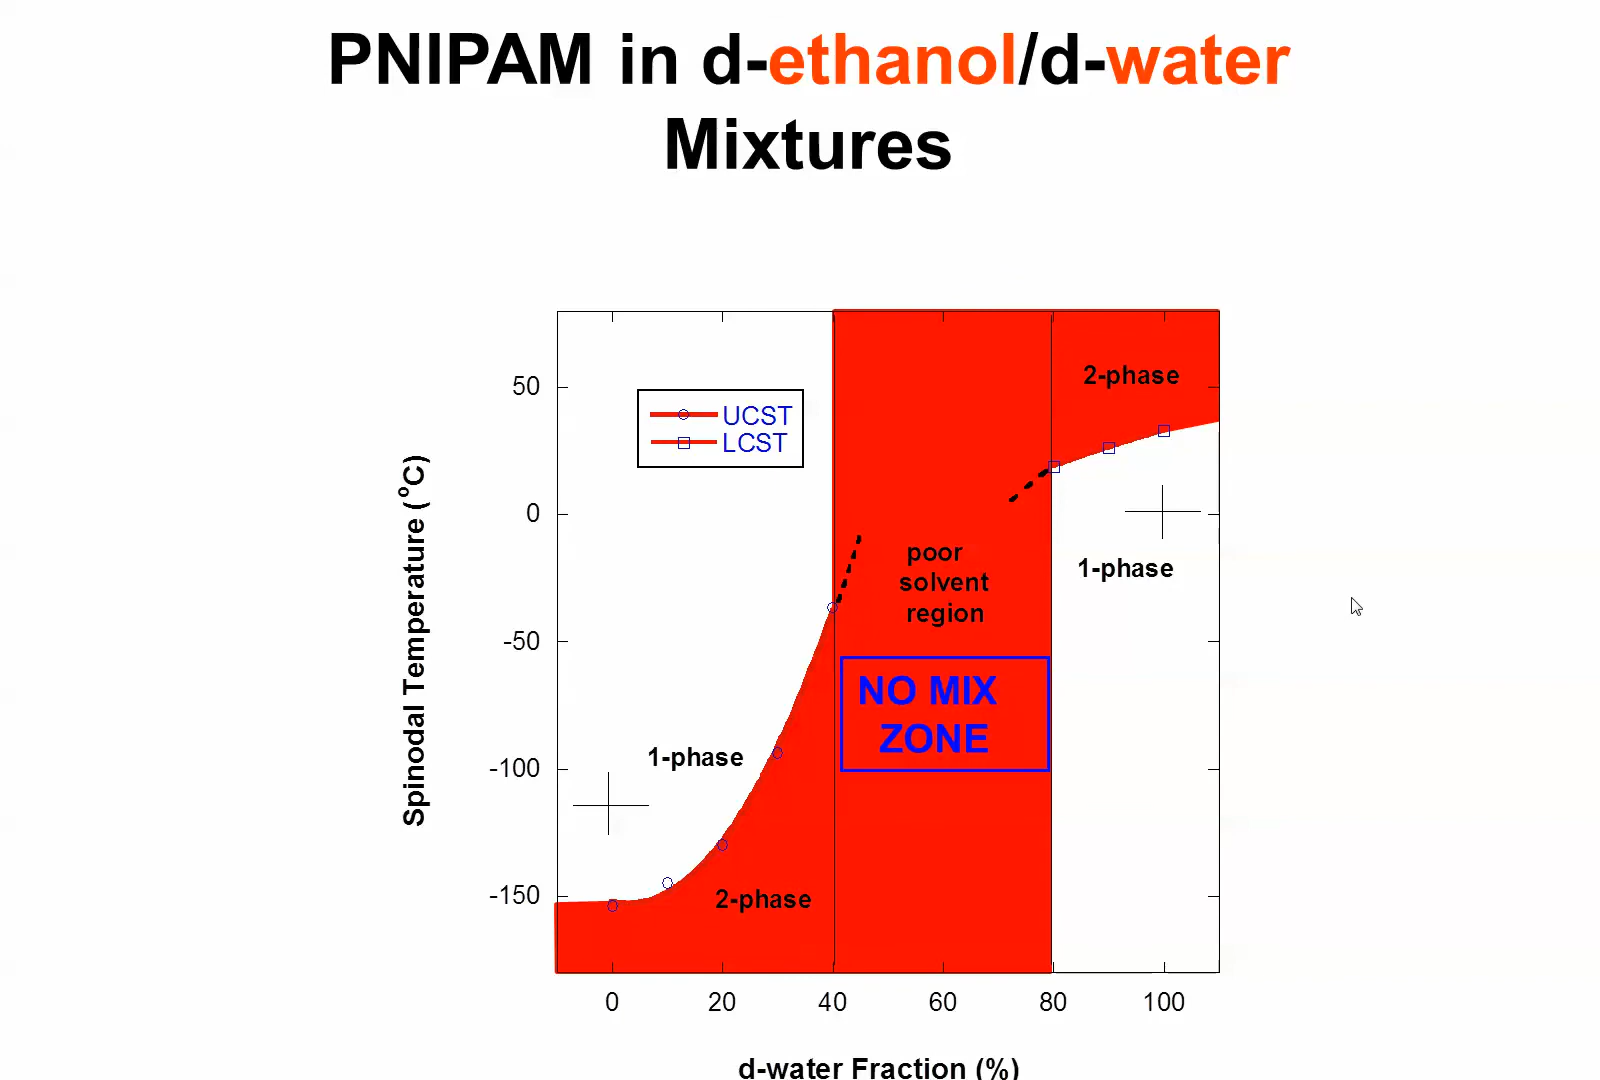 PNIPAM in d-ethanol/d-water
Mixtures
2-phase
50
UCST
LCST
Spinodal Temperature (°C)
0
poor
solvent
region
1-phase
-50
NO MIX
ZONE
1-phase
-100
-150
2-phase
0 20 40 60 80 100
d-water Fraction (%)